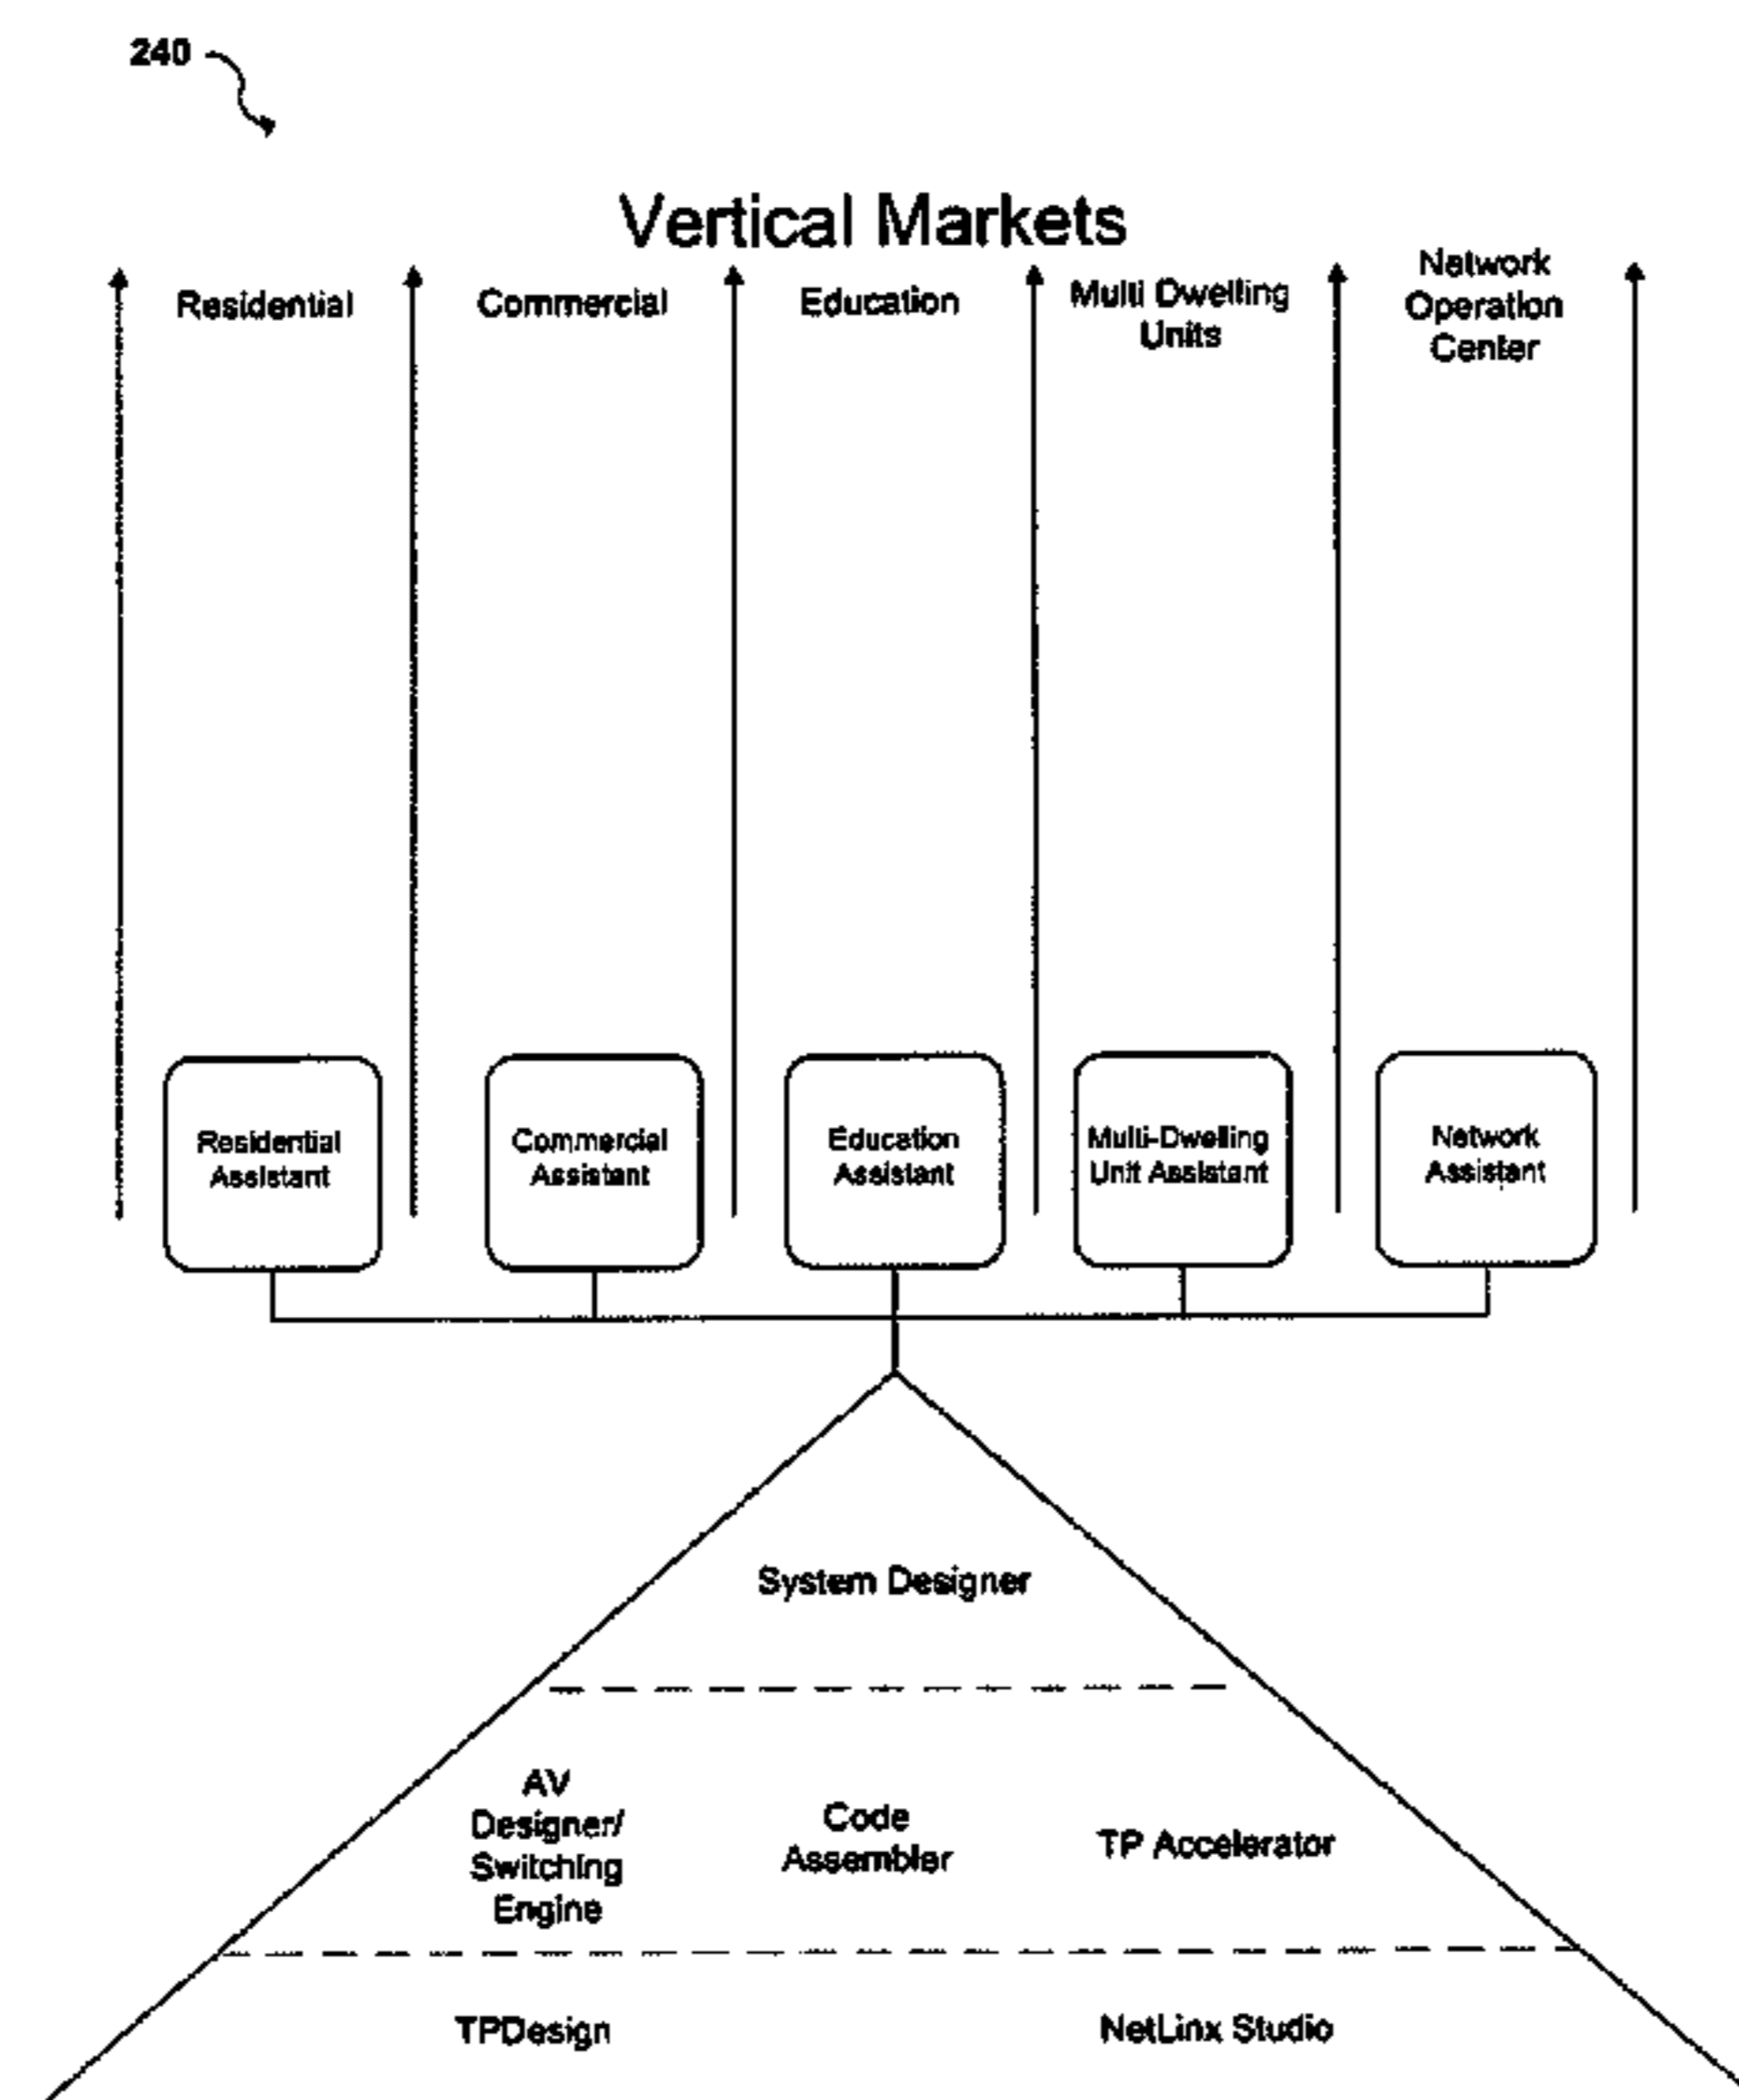 240
Vertical Markets
Residential
Commercial
Education
Multi Dwelling
Units
Network
Operation
Center
Residential
Assistant
Commercial
Assistant
Education
Assistant
Multi-Dwelling
Unit Assistant
Network
Assistant
System Designer
AV
Designer/
Switching
Engine
Code
Assembler
TP Accelerator
TPDesign
NetLinx Studio